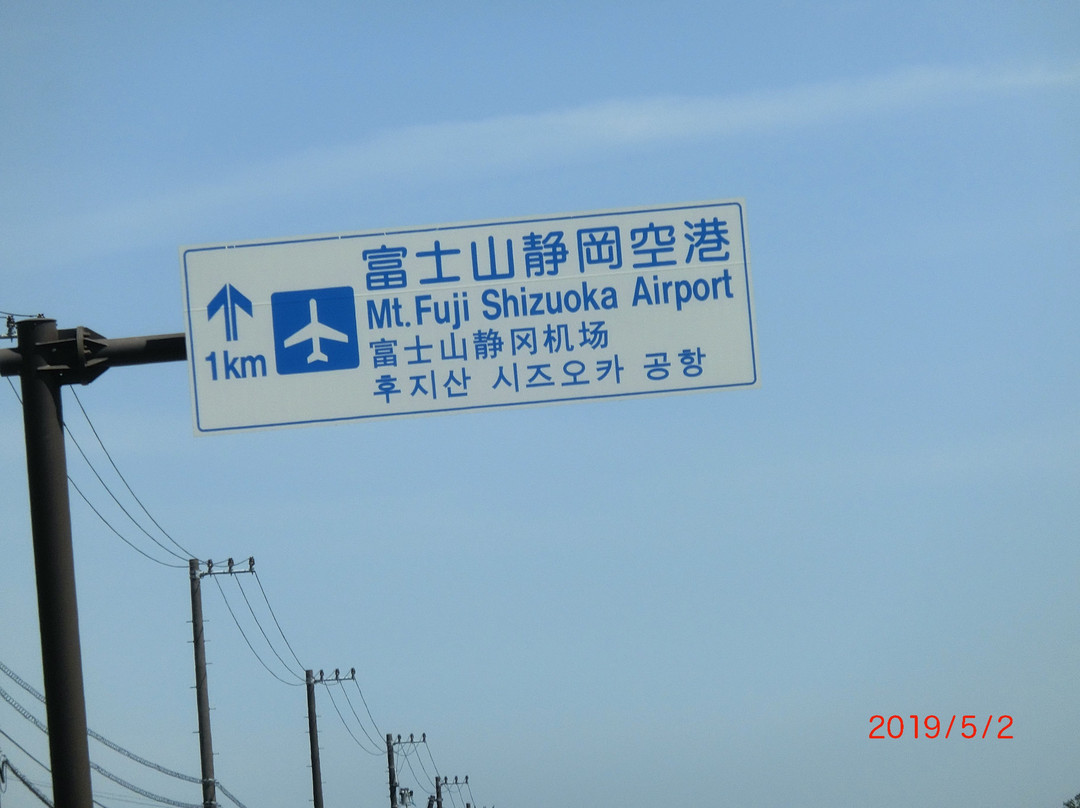 富士山静岡空港
Mt. Fuji Shizuoka Airport
富士山静冈机场
후지산 시즈오카 공항
1km
2019/5/2